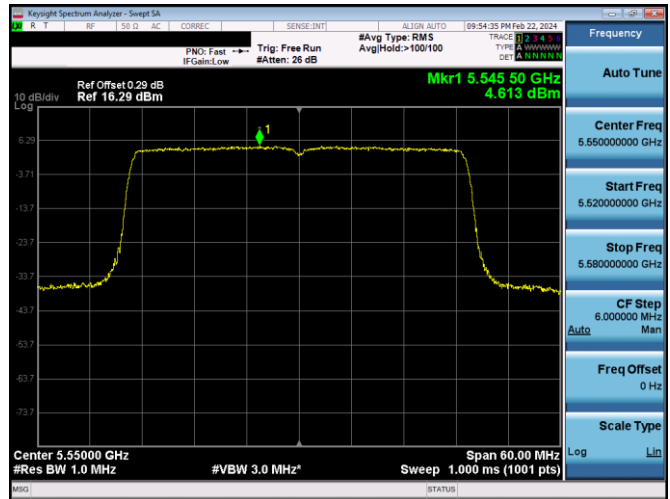 Keysight Spectrum Analyzer - Swept SA
R T RF 50 Ω AC CORREC SENSE:INT ALIGN AUTO 09:54:35 PM Feb 22, 2024
PNO: Fast
IFGain:Low
Trig: Free Run
#Atten: 26 dB
#Avg Type: RMS
Avg|Hold:>100/100
TRACE 1 2 3 4 5 6
TYPE A WWWWW
DET A N N N N N
Mkr1 5.545 50 GHz
4.613 dBm
Ref Offset 0.29 dB
10 dB/div Ref 16.29 dBm
Log
1
6.29
-3.71
-13.7
-23.7
-33.7
-43.7
-53.7
-63.7
-73.7
Center 5.55000 GHz Span 60.00 MHz
#Res BW 1.0 MHz #VBW 3.0 MHz* Sweep 1.000 ms (1001 pts)
MSG STATUS
Frequency
Auto Tune
Center Freq
5.550000000 GHz
Start Freq
5.520000000 GHz
Stop Freq
5.580000000 GHz
CF Step
6.000000 MHz
Auto Man
Freq Offset
0 Hz
Scale Type
Log Lin